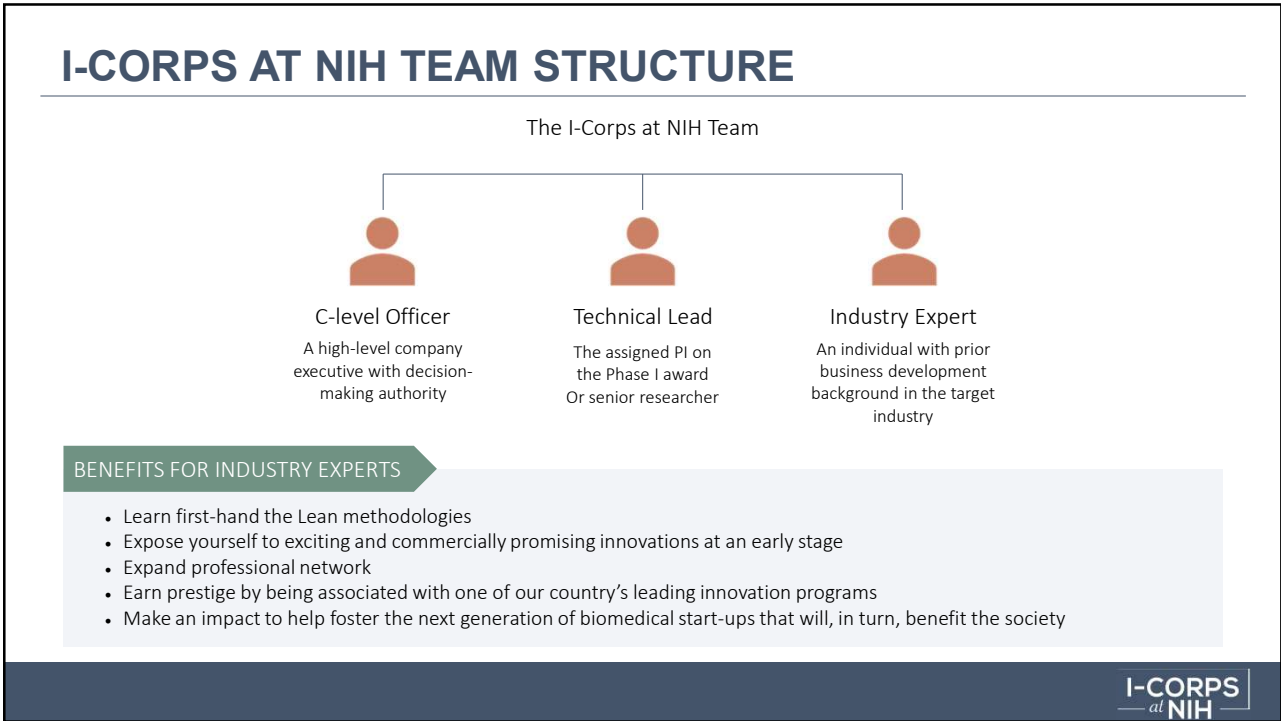 I-CORPS AT NIH TEAM STRUCTURE
The I-Corps at NIH Team
C-level Officer
A high-level company
executive with decision-
making authority
Technical Lead
The assigned PI on
the Phase I award
Or senior researcher
Industry Expert
An individual with prior
business development
background in the target
industry
BENEFITS FOR INDUSTRY EXPERTS
• Learn first-hand the Lean methodologies
• Expose yourself to exciting and commercially promising innovations at an early stage
• Expand professional network
• Earn prestige by being associated with one of our country’s leading innovation programs
• Make an impact to help foster the next generation of biomedical start-ups that will, in turn, benefit the society
I-CORPS
at NIH